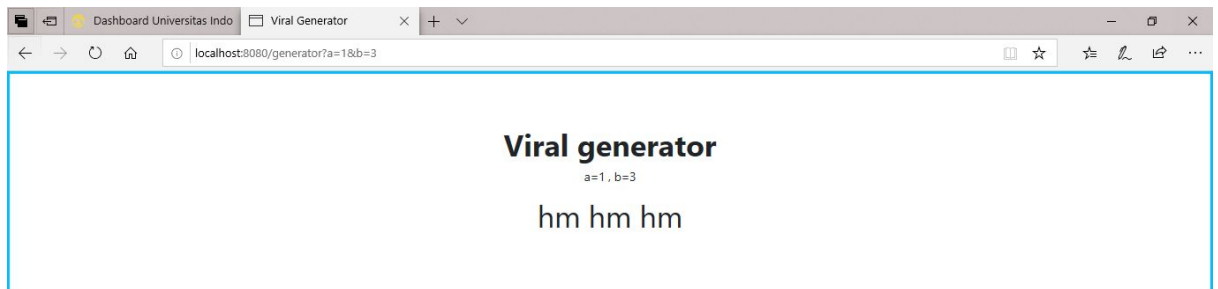 Dashboard Universitas Indo
Viral Generator
localhost:8080/generator?a=1&b=3
Viral generator
a=1 , b=3
hm hm hm